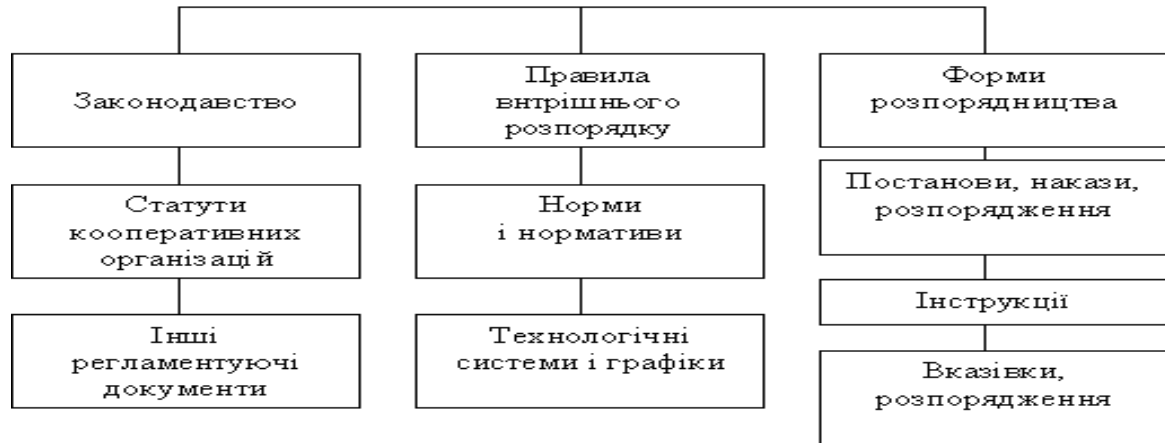 Законодавство
Статути
кооперативних
організацій
Інші
регламентуючі
документи
Правила
внтрішнього
розпорядку
Норми
і нормативи
Технологічні
системи і графіки
Форми
розпорядництва
Постанови, накази,
розпорядження
Інструкції
Вказівки,
розпорядження